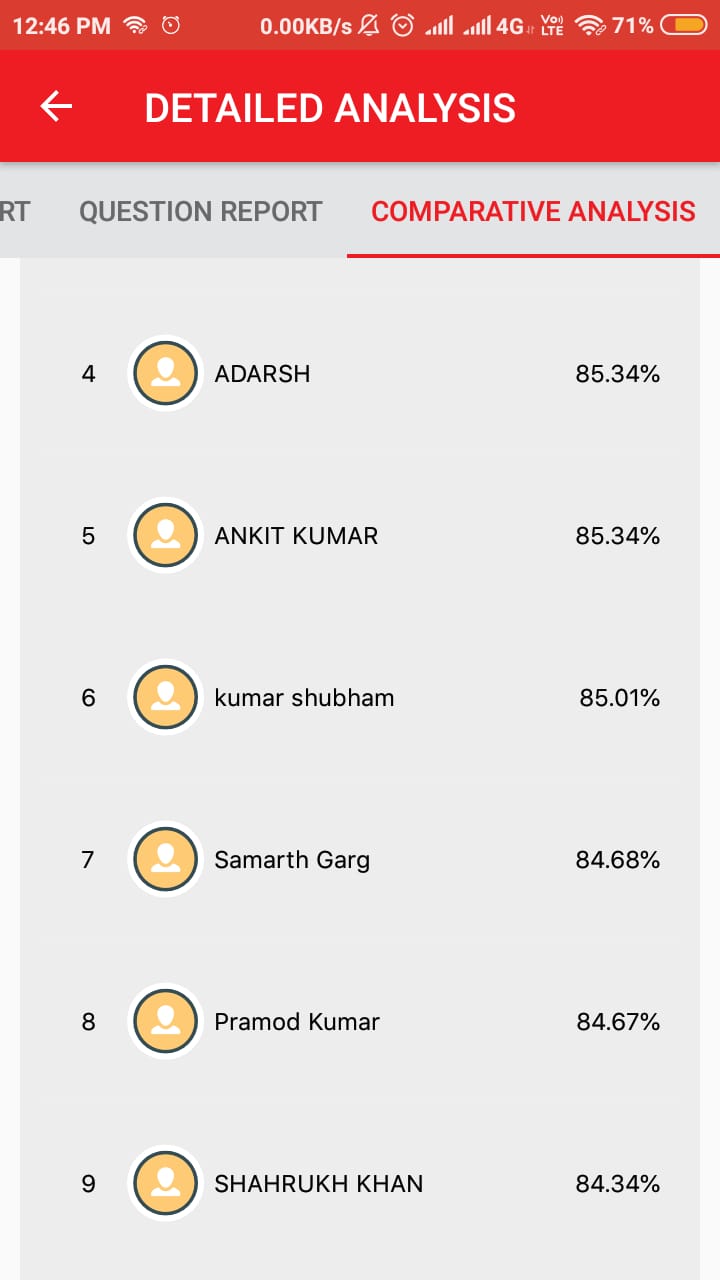 12:46 PM 0.00KB/s 4G VoLTE 71%
DETAILED ANALYSIS
RT QUESTION REPORT COMPARATIVE ANALYSIS
4 ADARSH 85.34%
5 ANKIT KUMAR 85.34%
6 kumar shubham 85.01%
7 Samarth Garg 84.68%
8 Pramod Kumar 84.67%
9 SHAHRUKH KHAN 84.34%